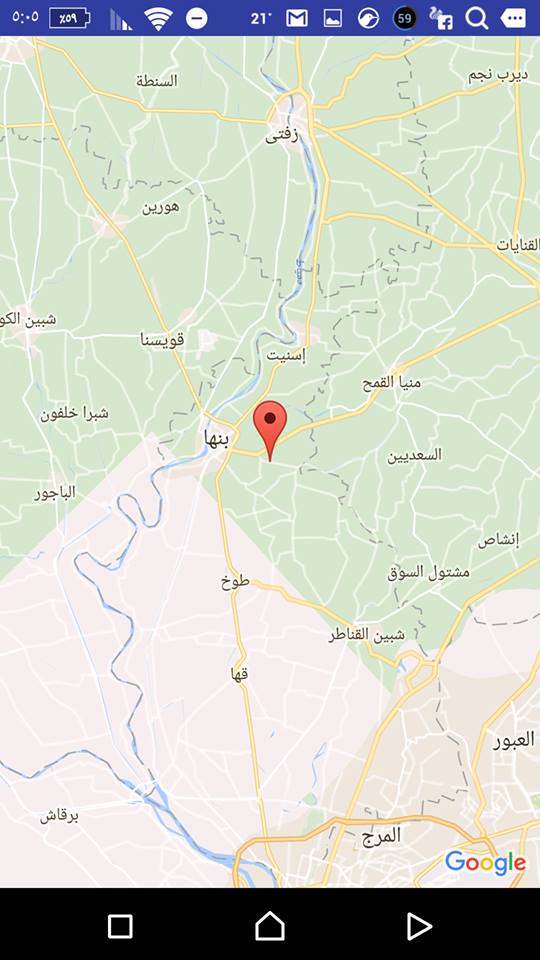 ٥:٠٥ ٪٥٩ 21° 59
السنطة
ديرب نجم
زفتى
هورين
القنايات
دمياط
شبين الكو
قويسنا
إسنيت
منيا القمح
شبرا خلفون
بنها
السعديين
الباجور
إنشاص
مشتول السوق
طوخ
شبين القناطر
قها
العبور
برقاش
المرج
Google